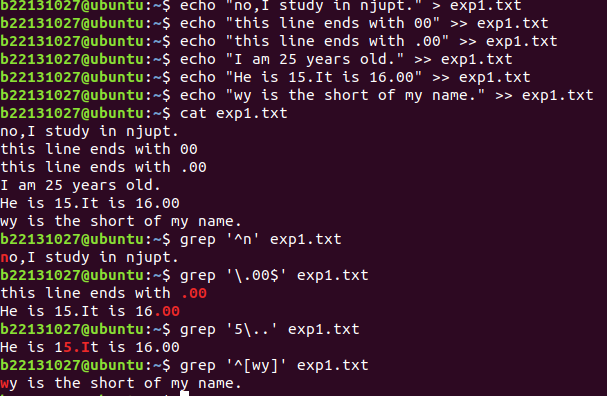 b22131027@ubuntu:~$ echo "no,I study in njupt." > exp1.txt
b22131027@ubuntu:~$ echo "this line ends with 00" >> exp1.txt
b22131027@ubuntu:~$ echo "this line ends with .00" >> exp1.txt
b22131027@ubuntu:~$ echo "I am 25 years old." >> exp1.txt
b22131027@ubuntu:~$ echo "He is 15.It is 16.00" >> exp1.txt
b22131027@ubuntu:~$ echo "wy is the short of my name." >> exp1.txt
b22131027@ubuntu:~$ cat exp1.txt
no,I study in njupt.
this line ends with 00
this line ends with .00
I am 25 years old.
He is 15.It is 16.00
wy is the short of my name.
b22131027@ubuntu:~$ grep '^n' exp1.txt
no,I study in njupt.
b22131027@ubuntu:~$ grep '\.00$' exp1.txt
this line ends with .00
He is 15.It is 16.00
b22131027@ubuntu:~$ grep '5\..' exp1.txt
He is 15.It is 16.00
b22131027@ubuntu:~$ grep '^[wy]' exp1.txt
wy is the short of my name.